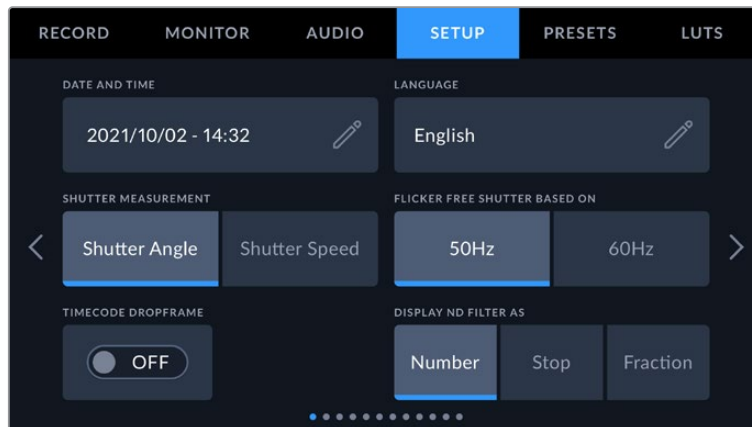 RECORD MONITOR AUDIO SETUP PRESETS LUTS
DATE AND TIME LANGUAGE
2021/10/02 - 14:32 English
SHUTTER MEASUREMENT FLICKER FREE SHUTTER BASED ON
Shutter Angle Shutter Speed 50Hz 60Hz
TIMECODE DROPFRAME DISPLAY ND FILTER AS
OFF Number Stop Fraction